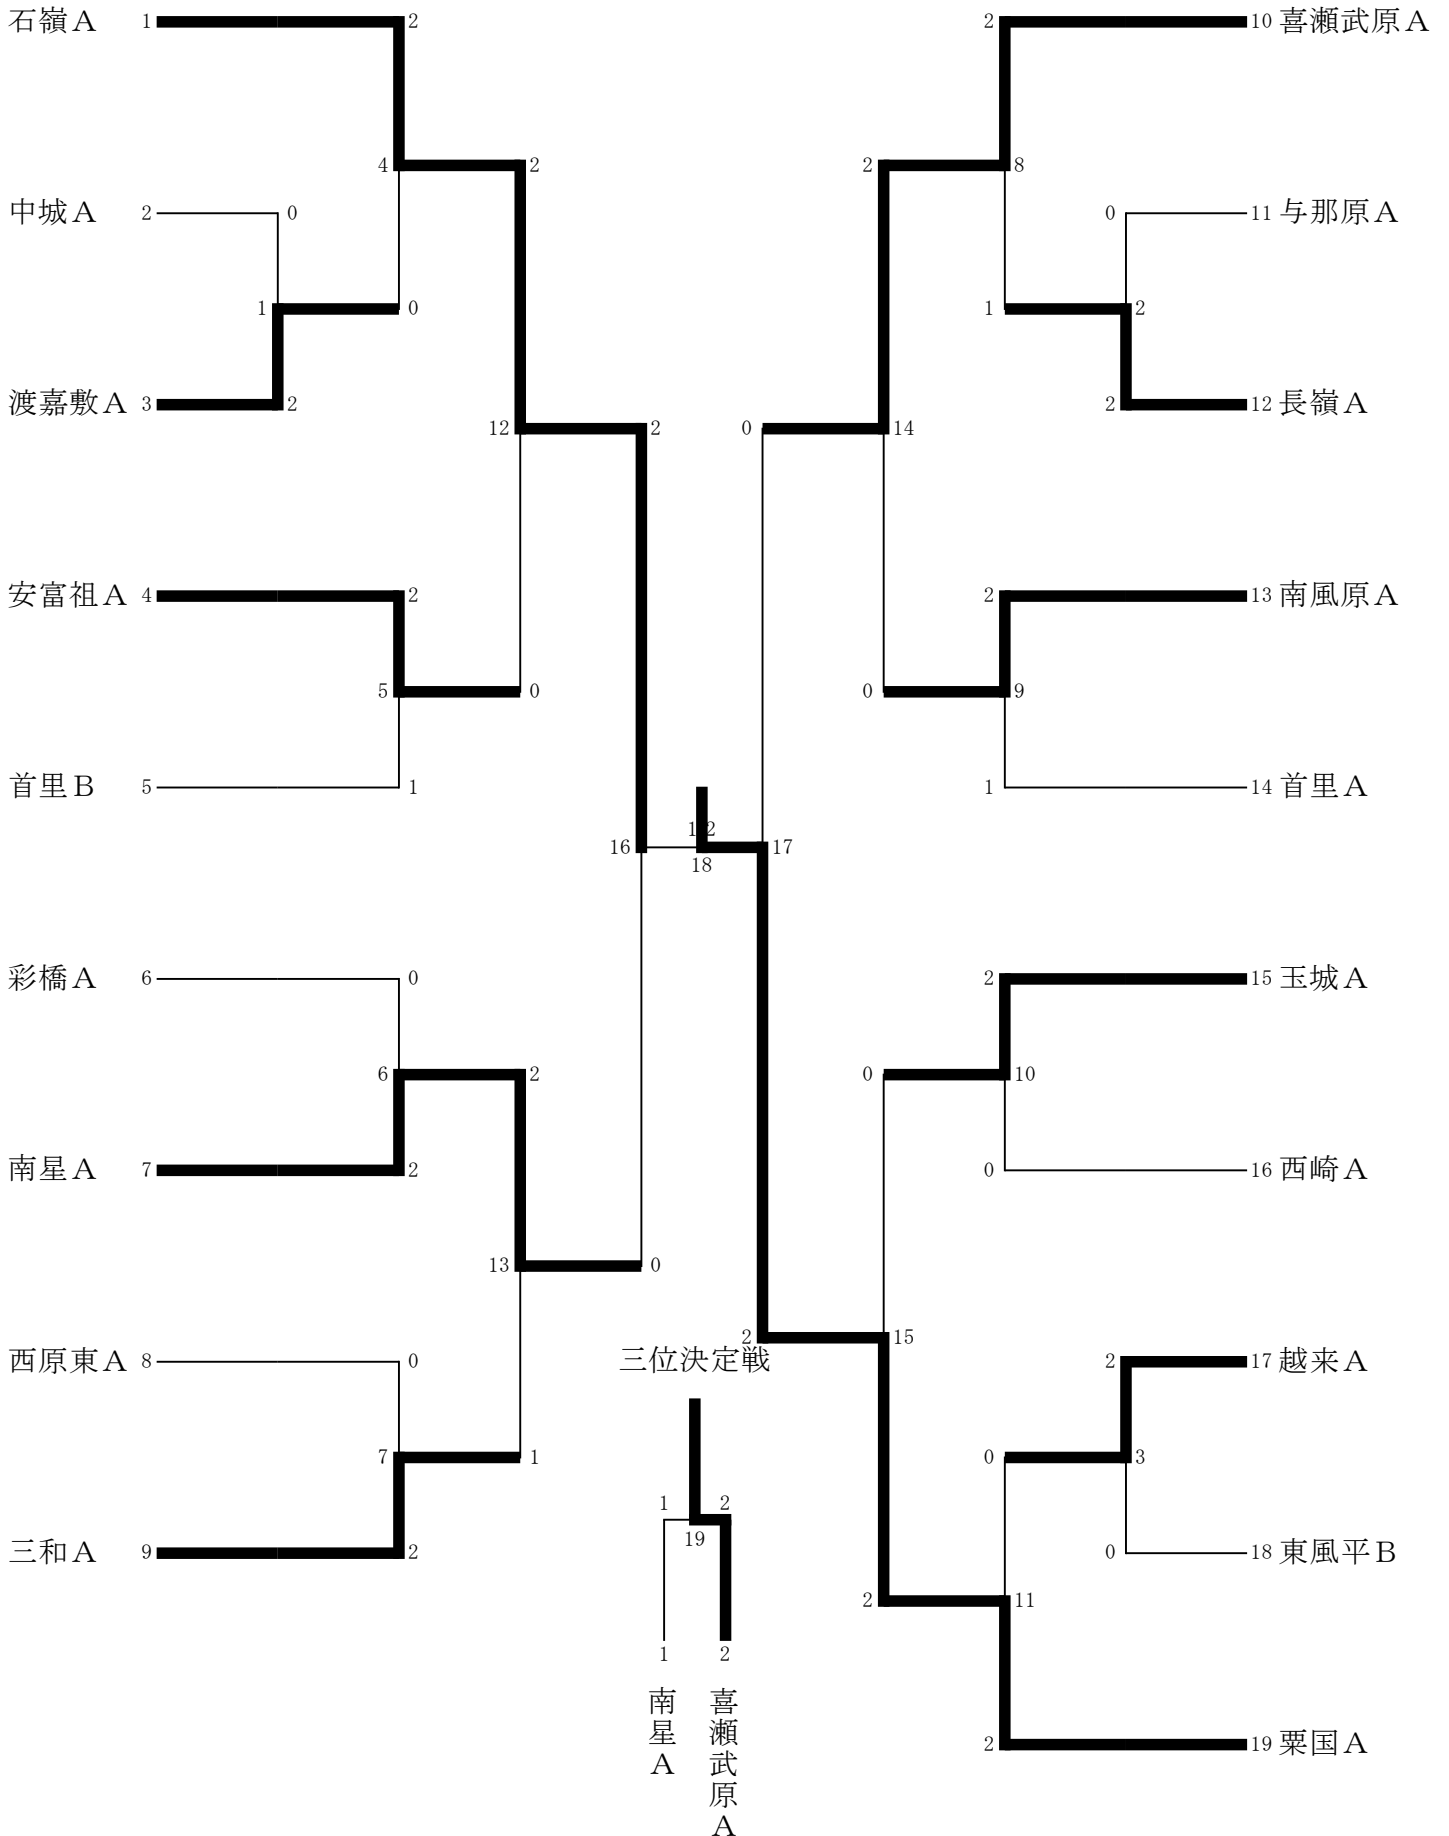 石嶺A 1 2 2 10 喜瀬武原A
4 2 2 8
中城A 2 0 0 11 与那原A
1 0 1 2
渡嘉敷A 3 2 2 12 長嶺A
12 2 0 14
安富祖A 4 2 2 13 南風原A
5 0 0 9
首里B 5 1 1 14 首里A
1 2
16 17
18
彩橋A 6 0 2 15 玉城A
6 2 0 10
南星A 7 2 0 16 西崎A
13 0
2 15
西原東A 8 0 2 17 越来A
三位決定戦
7 1 0 3
1 2
19
三和A 9 2 0 18 東風平B
2 11
1 2
南星A
喜瀬武原A
2 19 粟国A